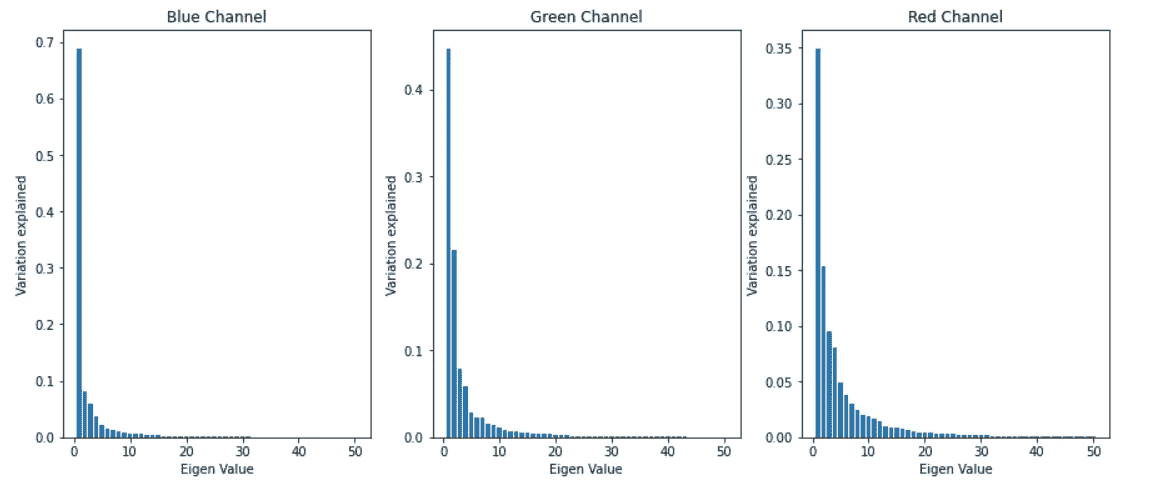 Blue Channel
0.7
0.6
0.5
0.4
0.3
0.2
0.1
0.0
Variation explained
0 10 20 30 40 50
Eigen Value
Green Channel
0.4
0.3
0.2
0.1
0.0
Variation explained
0 10 20 30 40 50
Eigen Value
Red Channel
0.35
0.30
0.25
0.20
0.15
0.10
0.05
0.00
Variation explained
0 10 20 30 40 50
Eigen Value